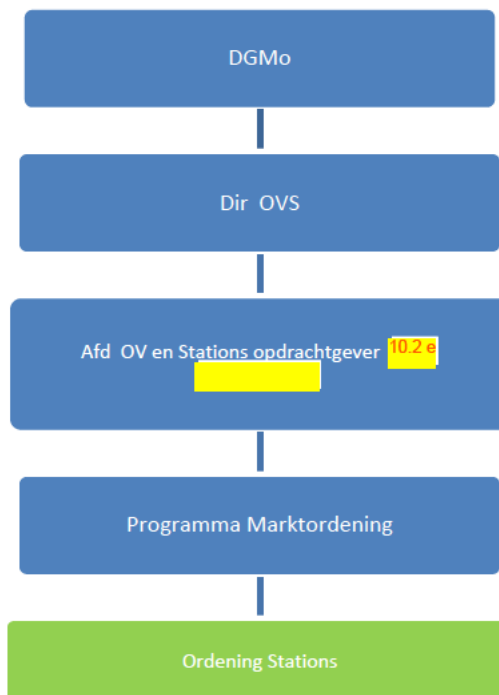 DGMo
Dir OVS
Afd OV en Stations opdrachtgever 10.2 e
Programma Marktordening
Ordening Stations